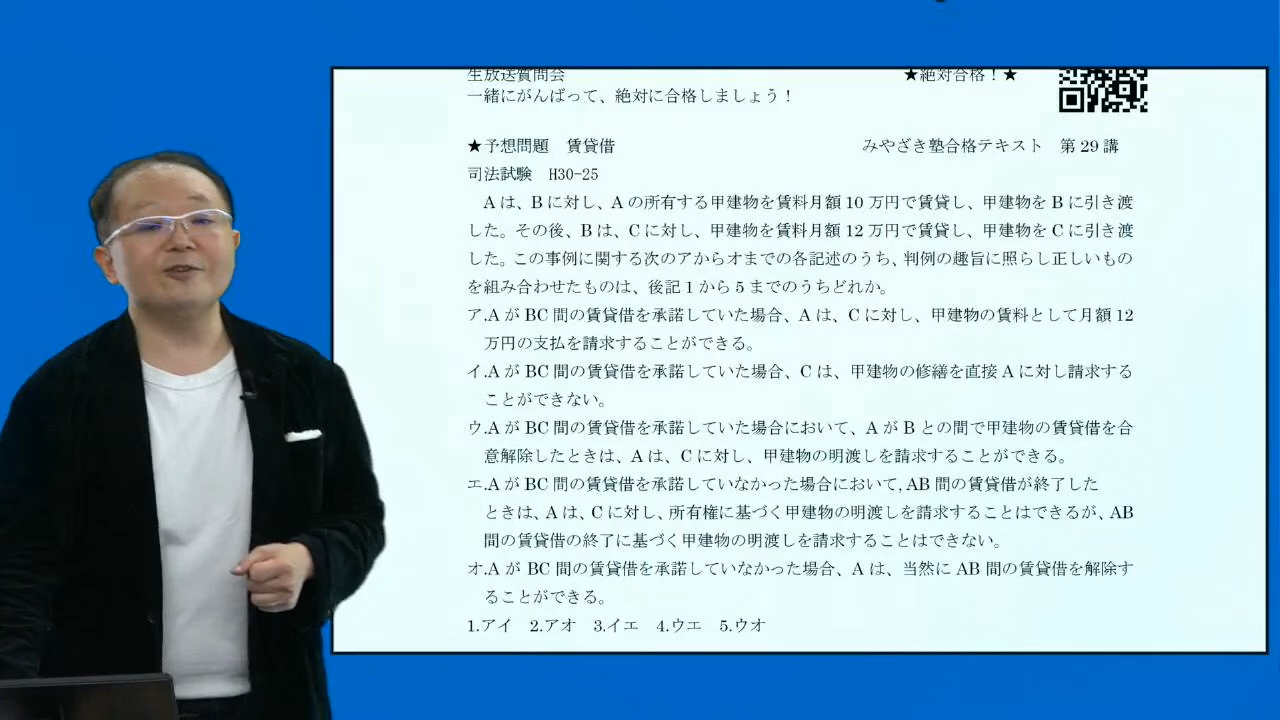 生放送質問会 ★絶対合格！★
一緒にがんばって、絶対に合格しましょう！
★予想問題 賃貸借 みやざき塾合格テキスト 第29講
司法試験 H30-25
Aは、Bに対し、Aの所有する甲建物を賃料月額10万円で賃貸し、甲建物をBに引き渡
した。その後、Bは、Cに対し、甲建物を賃料月額12万円で賃貸し、甲建物をCに引き渡
した。この事例に関する次のアからオまでの各記述のうち、判例の趣旨に照らし正しいもの
を組み合わせたものは、後記1から5までのうちどれか。
ア.AがBC間の賃貸借を承諾していた場合、Aは、Cに対し、甲建物の賃料として月額12
万円の支払を請求することができる。
イ.AがBC間の賃貸借を承諾していた場合、Cは、甲建物の修繕を直接Aに対し請求する
ことができない。
ウ.AがBC間の賃貸借を承諾していた場合において、AがBとの間で甲建物の賃貸借を合
意解除したときは、Aは、Cに対し、甲建物の明渡しを請求することができる。
エ.AがBC間の賃貸借を承諾していなかった場合において,AB間の賃貸借が終了した
ときは、Aは、Cに対し、所有権に基づく甲建物の明渡しを請求することはできるが、AB
間の賃貸借の終了に基づく甲建物の明渡しを請求することはできない。
オ.AがBC間の賃貸借を承諾していなかった場合、Aは、当然にAB間の賃貸借を解除す
ることができる。
1.アイ 2.アオ 3.イエ 4.ウエ 5.ウオ